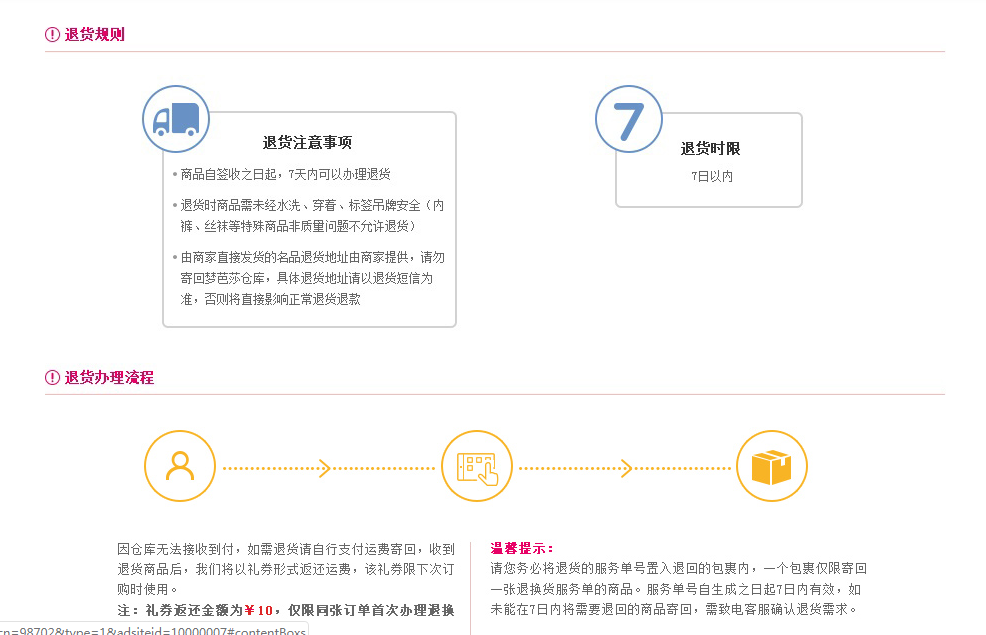 退货规则
退货注意事项
商品自签收之日起，7天内可以办理退货
退货时商品需未经水洗、穿着、标签吊牌安全（内
裤、丝袜等特殊商品非质量问题不允许退货）
由商家直接发货的名品退货地址由商家提供，请勿
寄回梦芭莎仓库，具体退货地址请以退货短信为
准，否则将直接影响正常退货退款
7
退货时限
7日以内
退货办理流程
因仓库无法接收到付，如需退货请自行支付运费寄回，收到
退货商品后，我们将以礼券形式返还运费，该礼券限下次订
购时使用。
注：礼券返还金额为￥10，仅限同张订单首次办理退换
温馨提示：
请您务必将退货的服务单号置入退回的包裹内，一个包裹仅限寄回
一张退换货服务单的商品。服务单号自生成之日起7日内有效，如
未能在7日内将需要退回的商品寄回，需致电客服确认退货需求。
cn=98702&type=1&adsiteid=10000007#contentBoxs